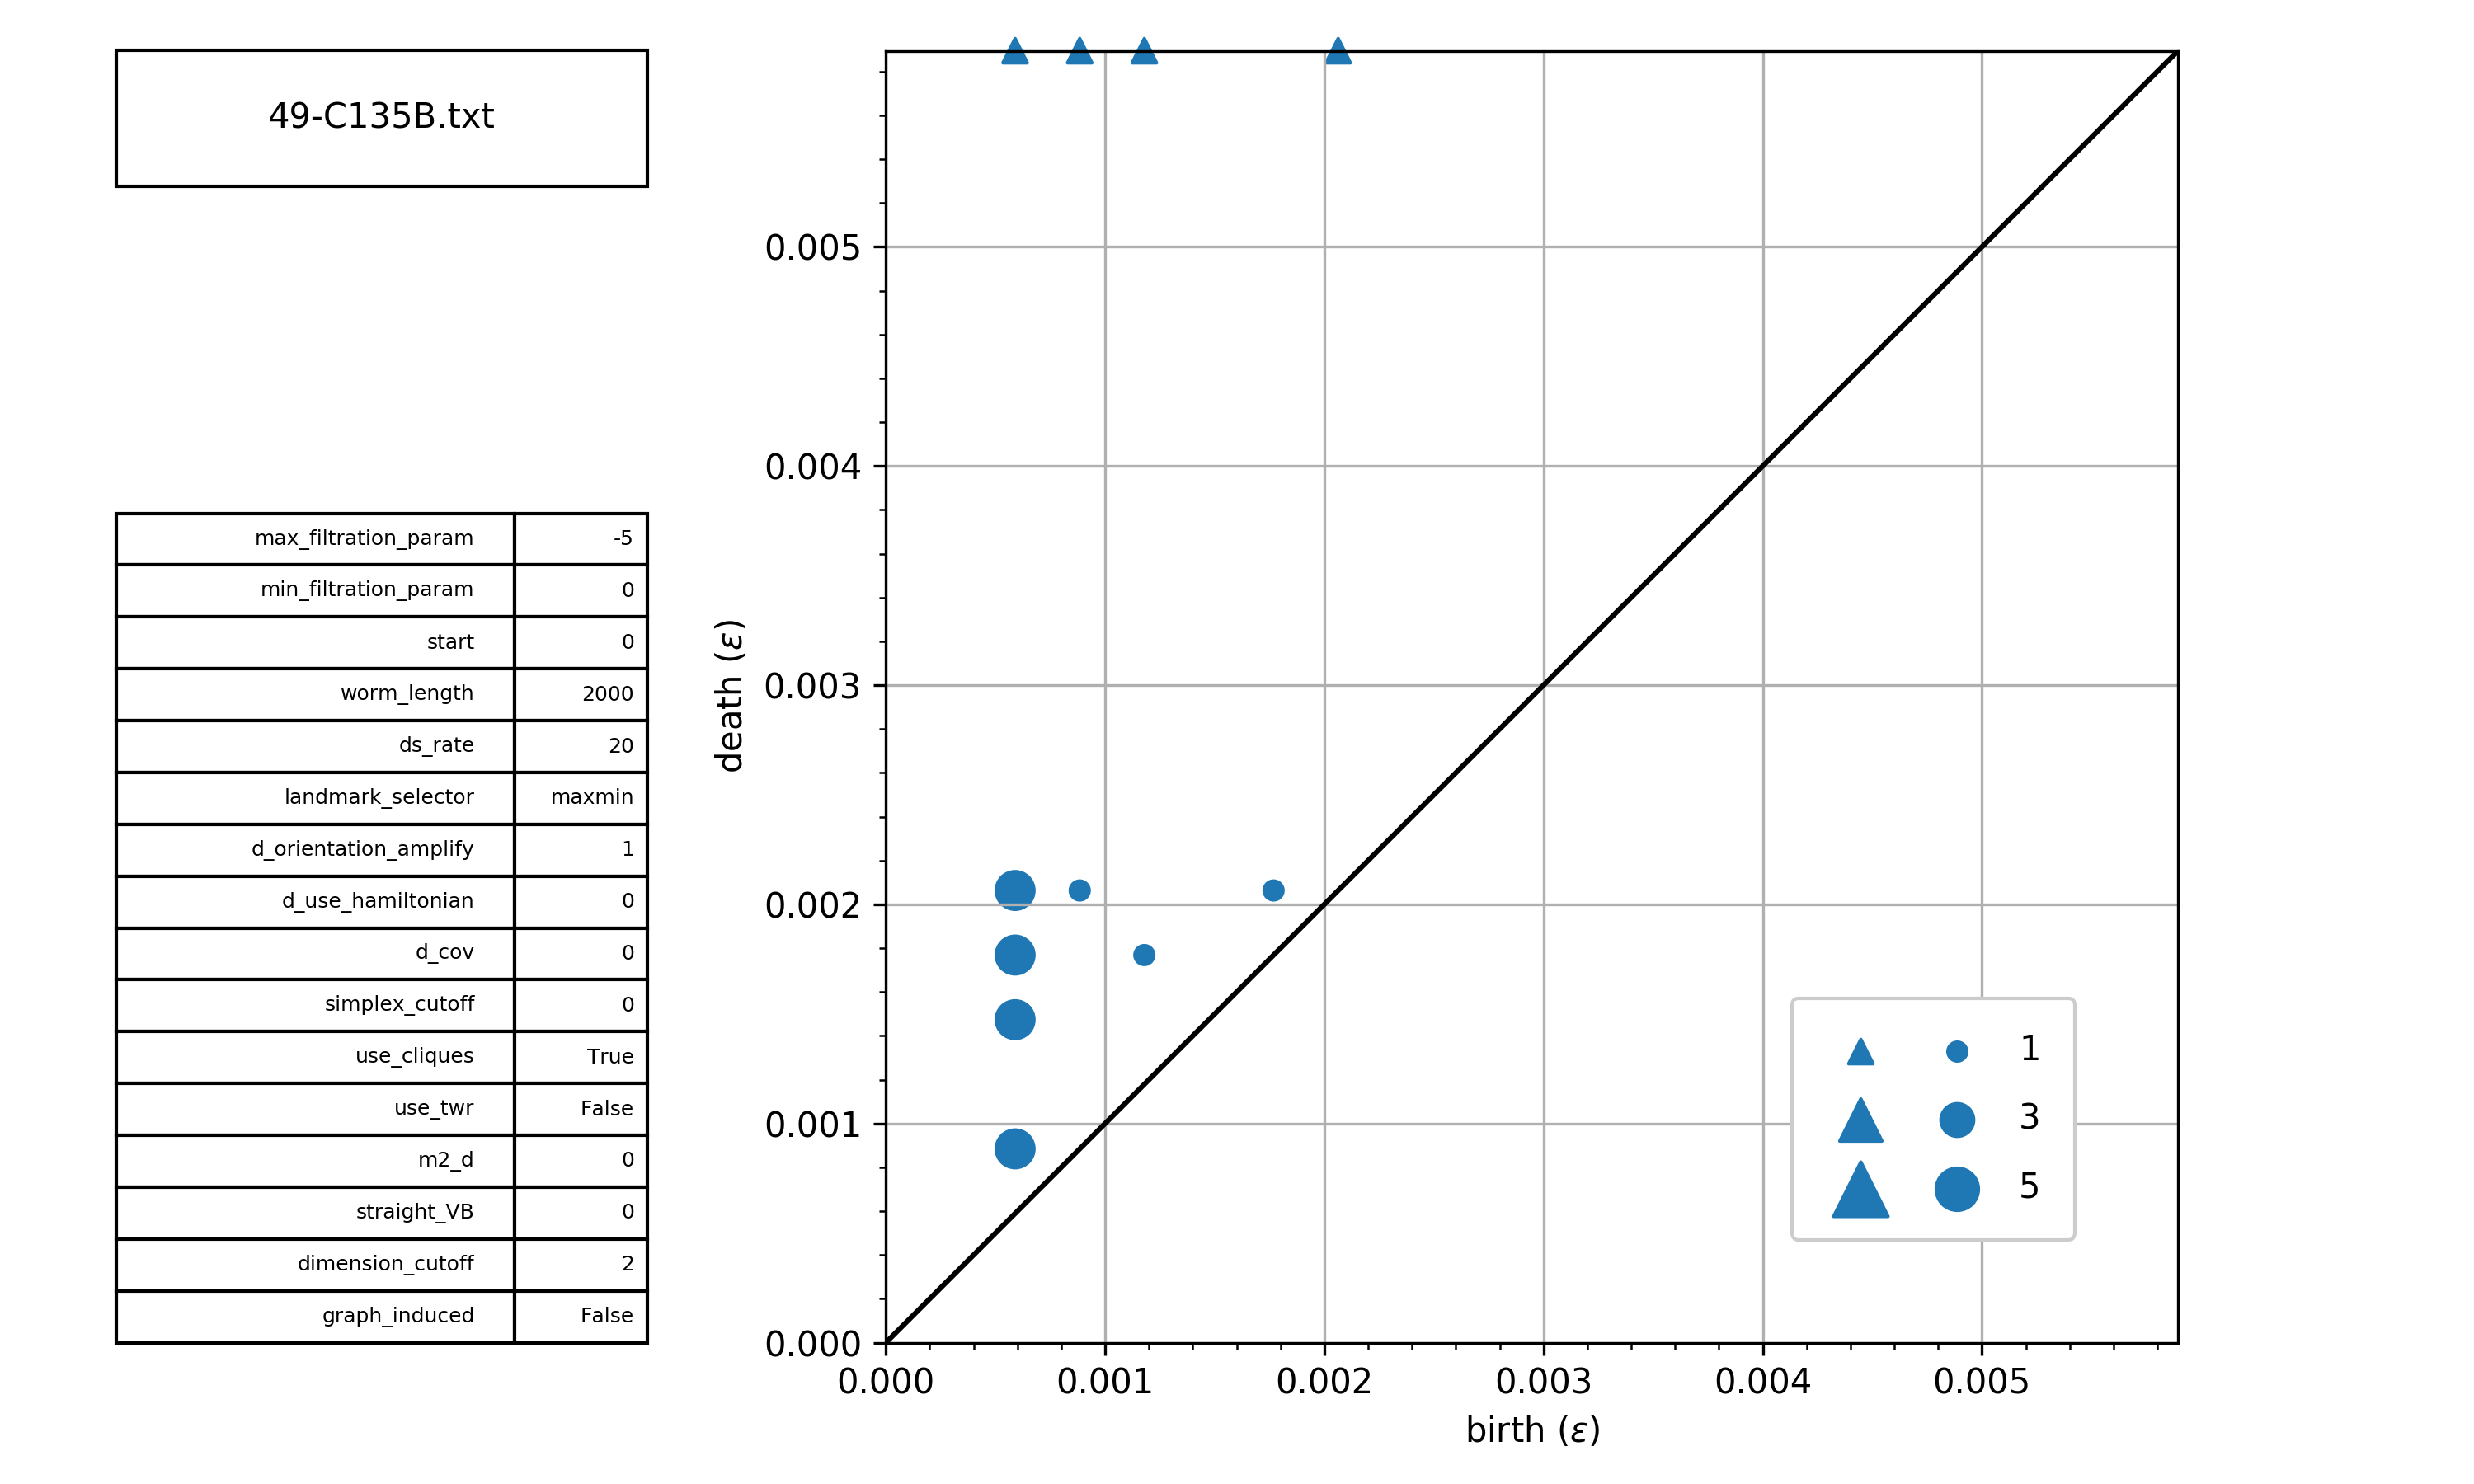 49-C135B.txt
max_filtration_param -5
min_filtration_param 0
start 0
worm_length 2000
ds_rate 20
landmark_selector maxmin
d_orientation_amplify 1
d_use_hamiltonian 0
d_cov 0
simplex_cutoff 0
use_cliques True
use_twr False
m2_d 0
straight_VB 0
dimension_cutoff 2
graph_induced False
death (ε)
0.005
0.004
0.003
0.002
0.001
0.000
0.000 0.001 0.002 0.003 0.004 0.005
birth (ε)
1
3
5